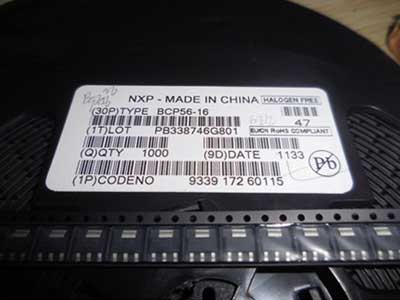 NXP - MADE IN CHINA HALOGEN FREE
(30P)TYPE BCP56-16
47
(1T)LOT PB338746G801 EU/CN RoHS COMPLIANT
(Q)QTY 1000 (9D)DATE 1133
Pb
(1P)CODENO 9339 172 60115